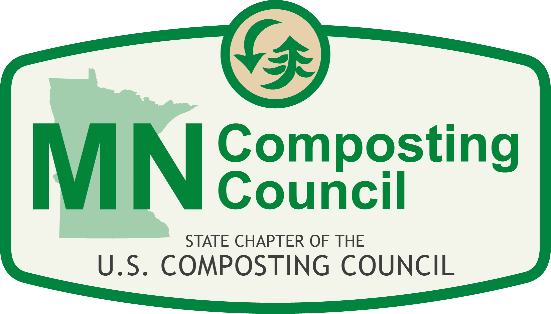 MN Composting
Council
STATE CHAPTER OF THE
U.S. COMPOSTING COUNCIL